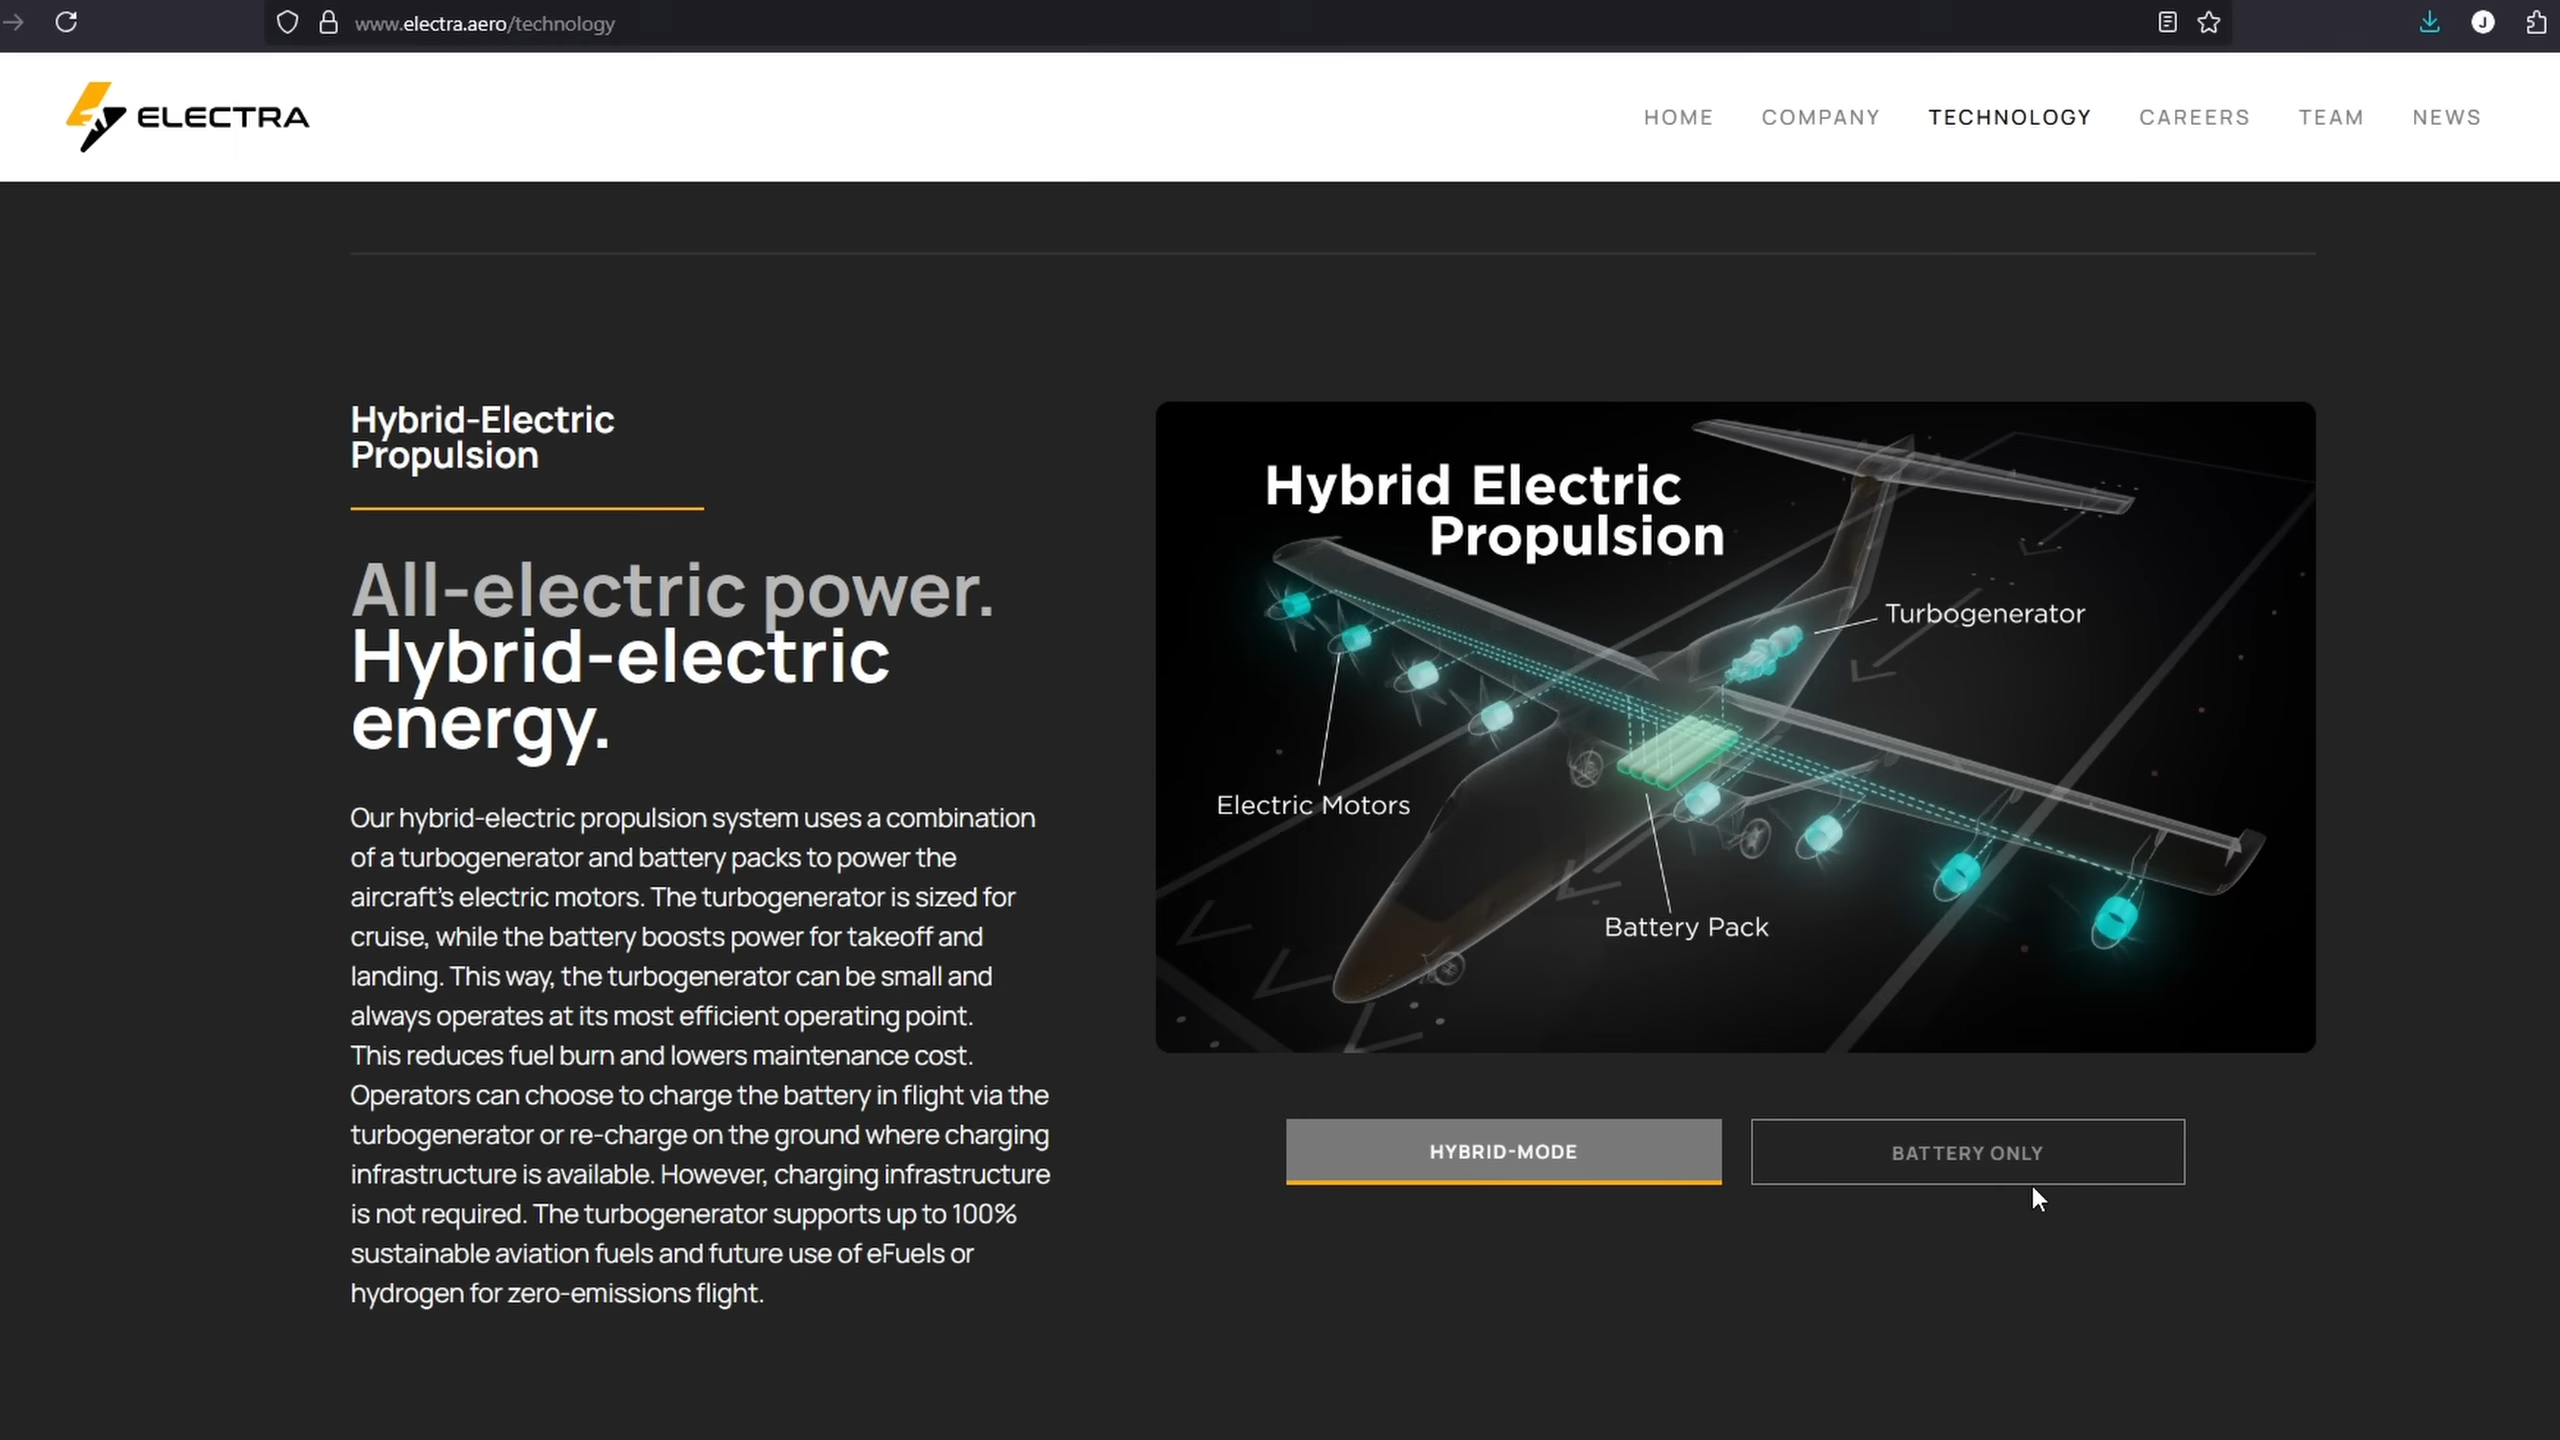 www.electra.aero/technology
J
ELECTRA
HOME COMPANY TECHNOLOGY CAREERS TEAM NEWS
Hybrid-Electric
Propulsion
All-electric power.
Hybrid-electric
energy.
Our hybrid-electric propulsion system uses a combination
of a turbogenerator and battery packs to power the
aircraft's electric motors. The turbogenerator is sized for
cruise, while the battery boosts power for takeoff and
landing. This way, the turbogenerator can be small and
always operates at its most efficient operating point.
This reduces fuel burn and lowers maintenance cost.
Operators can choose to charge the battery in flight via the
turbogenerator or re-charge on the ground where charging
infrastructure is available. However, charging infrastructure
is not required. The turbogenerator supports up to 100%
sustainable aviation fuels and future use of eFuels or
hydrogen for zero-emissions flight.
Hybrid Electric
Propulsion
Turbogenerator
Electric Motors
Battery Pack
HYBRID-MODE
BATTERY ONLY